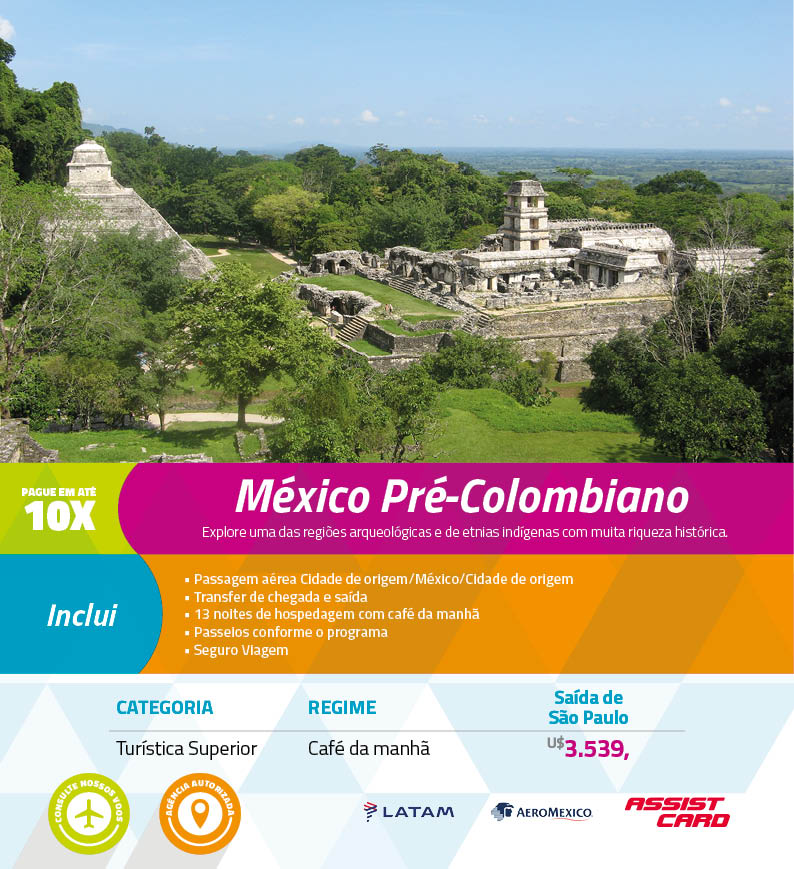 PAGUE EM ATÉ
10X
México Pré-Colombiano
Explore uma das regiões arqueológicas e de etnias indígenas com muita riqueza histórica.
Inclui
• Passagem aérea Cidade de origem/México/Cidade de origem
• Transfer de chegada e saída
• 13 noites de hospedagem com café da manhã
• Passeios conforme o programa
• Seguro Viagem
CATEGORIA
REGIME
Saída de
São Paulo
Turística Superior
Café da manhã
U$3.539,
CONSULTE NOSSOS VOOS
AGÊNCIA AUTORIZADA
LATAM
AEROMEXICO.
ASSIST
CARD